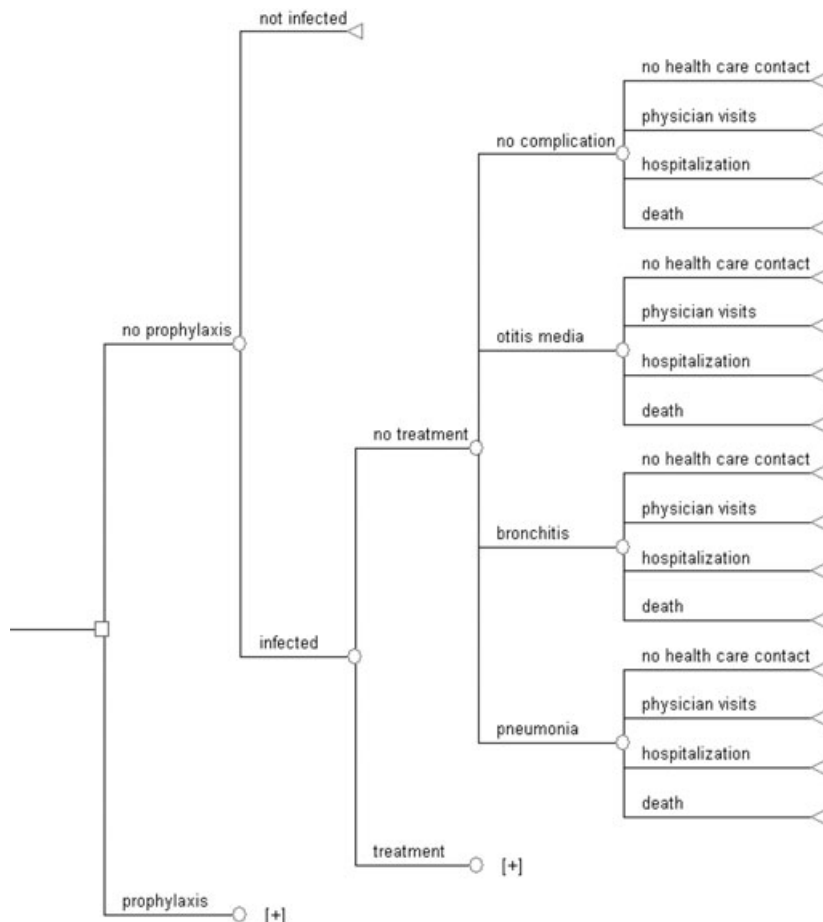 not infected
no health care contact
physician visits
no complication
hospitalization
death
no health care contact
no prophylaxis
physician visits
otitis media
hospitalization
death
no treatment
no health care contact
physician visits
bronchitis
hospitalization
death
infected
no health care contact
physician visits
pneumonia
hospitalization
death
treatment
[+]
prophylaxis
[+]